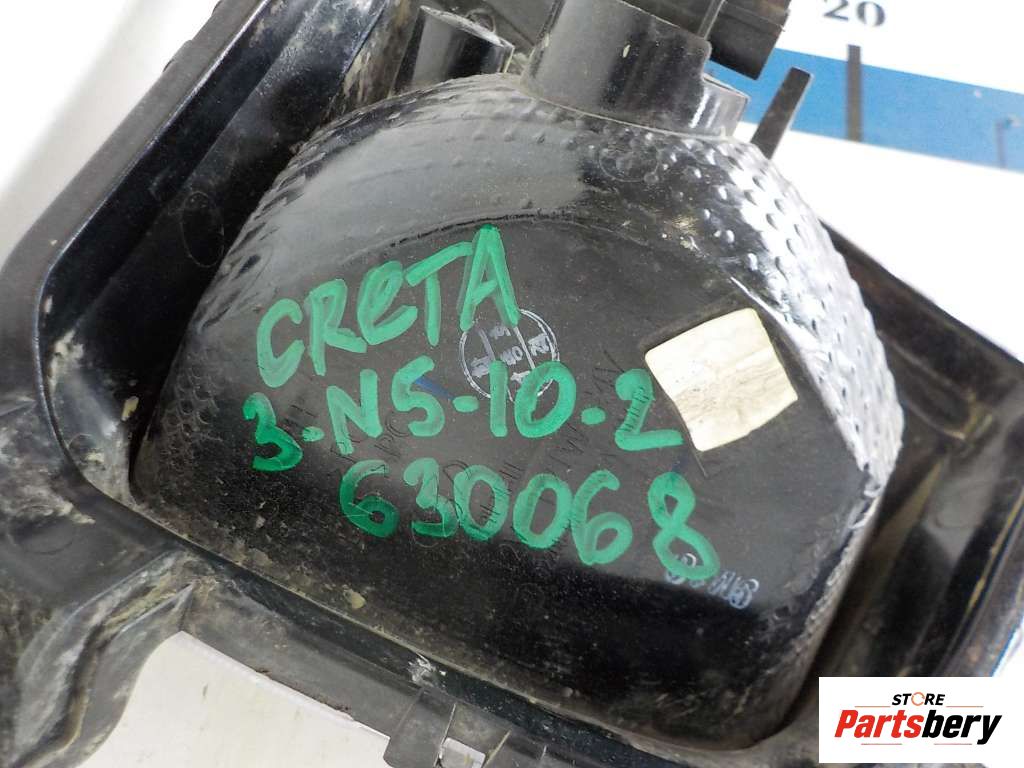 20
CRETA
3-N5-10-2
630068
STORE
Partsbery